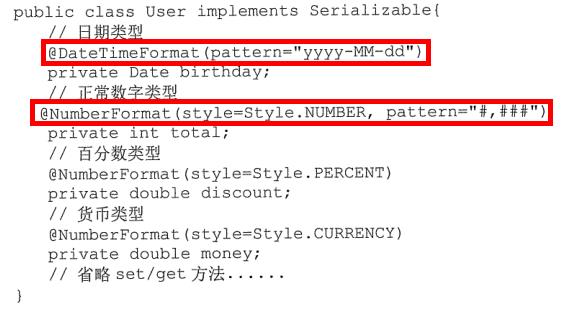 public class User implements Serializable{
// 日期类型
@DateTimeFormat(pattern="yyyy-MM-dd")
private Date birthday;
// 正常数字类型
@NumberFormat(style=Style.NUMBER, pattern="#,###")
private int total;
// 百分数类型
@NumberFormat(style=Style.PERCENT)
private double discount;
// 货币类型
@NumberFormat(style=Style.CURRENCY)
private double money;
// 省略 set/get 方法......
}